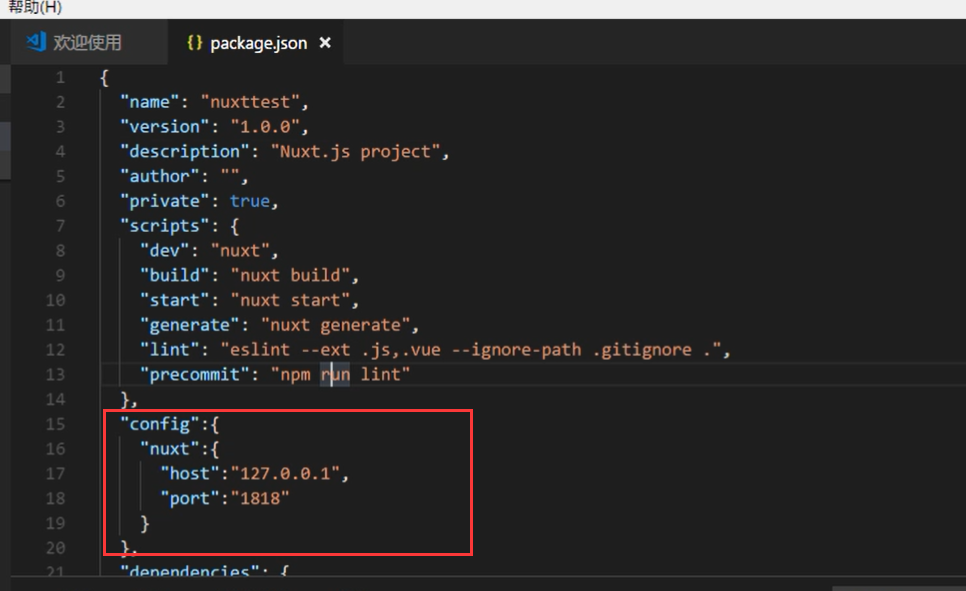 帮助(H)
欢迎使用 {} package.json ×
1 {
2 "name": "nuxttest",
3 "version": "1.0.0",
4 "description": "Nuxt.js project",
5 "author": "",
6 "private": true,
7 "scripts": {
8 "dev": "nuxt",
9 "build": "nuxt build",
10 "start": "nuxt start",
11 "generate": "nuxt generate",
12 "lint": "eslint --ext .js,.vue --ignore-path .gitignore .",
13 "precommit": "npm run lint"
14 },
15 "config":{
16 "nuxt":{
17 "host":"127.0.0.1",
18 "port":"1818"
19 }
20 },
21 "dependencies": {